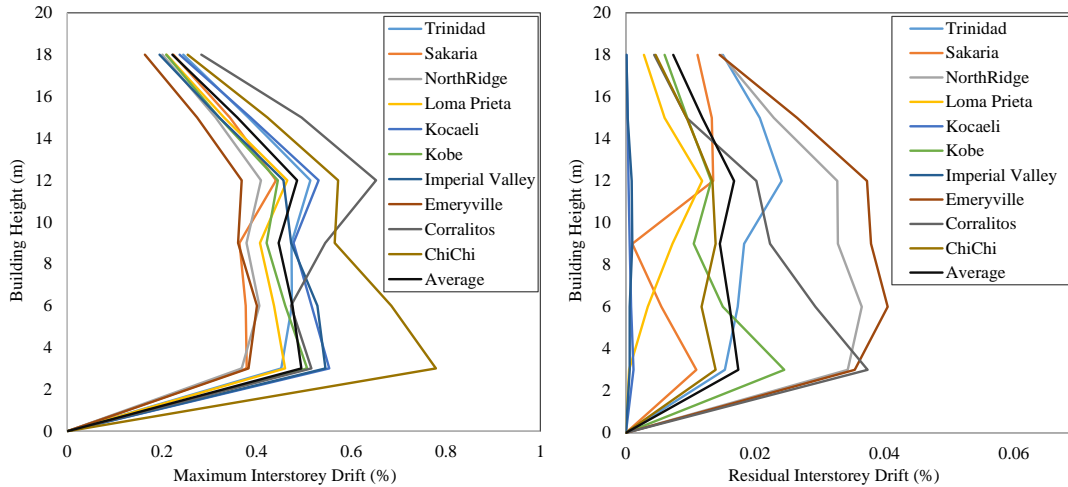 20
18
16
14
12
10
8
6
4
2
0
Building Height (m)
0
0.2
0.4
0.6
0.8
1
Maximum Interstorey Drift (%)
Trinidad
Sakaria
NorthRidge
Loma Prieta
Kocaeli
Kobe
Imperial Valley
Emeryville
Corralitos
ChiChi
Average
20
18
16
14
12
10
8
6
4
2
0
Building Height (m)
0
0.02
0.04
0.06
Residual Interstorey Drift (%)
Trinidad
Sakaria
NorthRidge
Loma Prieta
Kocaeli
Kobe
Imperial Valley
Emeryville
Corralitos
ChiChi
Average